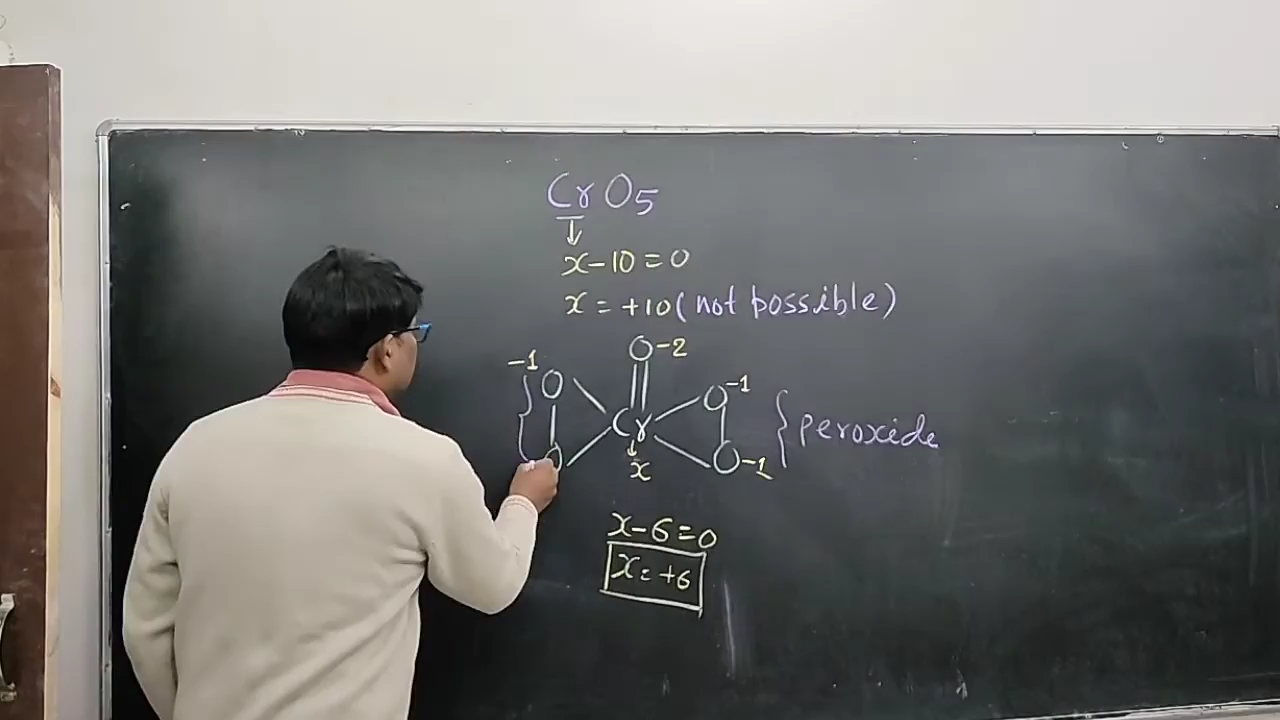 CrO5
↓
x-10=0
x=+10(not possible)
O-2
-1 O O-1
Cr
{ peroxide
↓
O O-1
x
x-6=0
x=+6